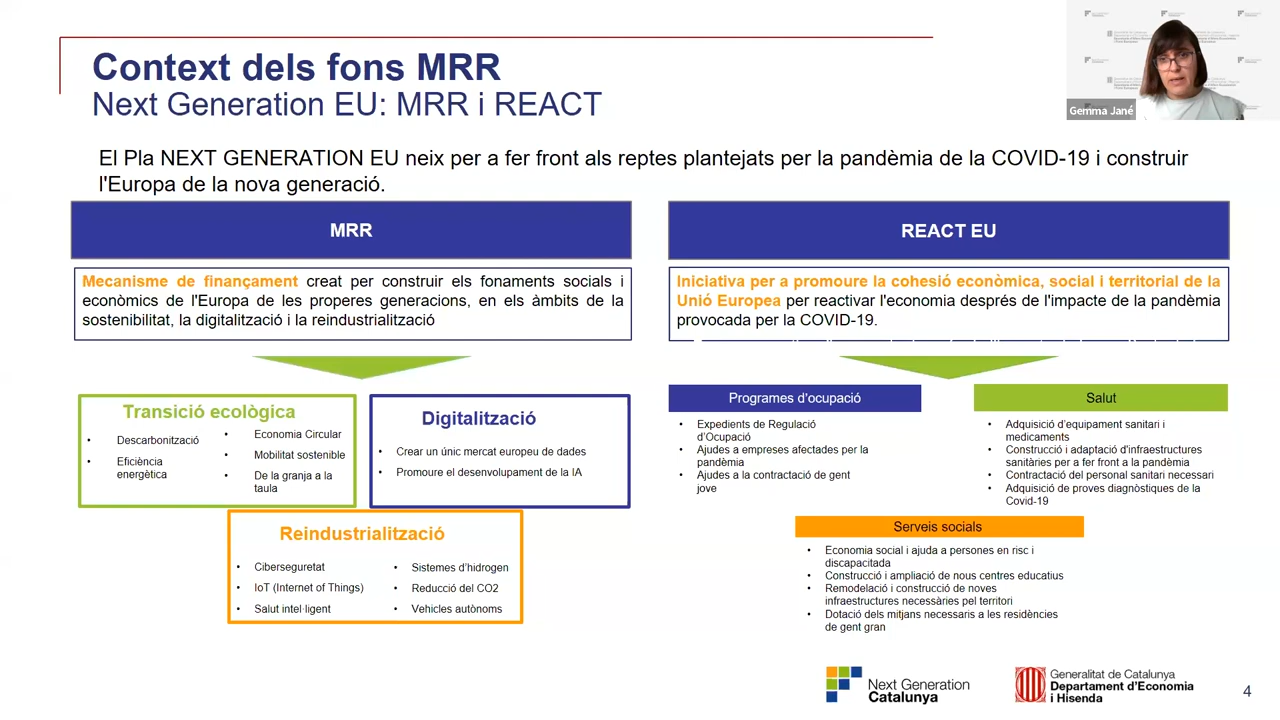 Context dels fons MRR
Next Generation EU: MRR i REACT
Gemma Jané
El Pla NEXT GENERATION EU neix per a fer front als reptes plantejats per la pandèmia de la COVID-19 i construir
l'Europa de la nova generació.
MRR
Mecanisme de finançament creat per construir els fonaments socials i
econòmics de l'Europa de les properes generacions, en els àmbits de la
sostenibilitat, la digitalització i la reindustrialització
Transició ecològica
• Descarbonització
• Eficiència
energètica
• Economia Circular
• Mobilitat sostenible
• De la granja a la
taula
Digitalització
• Crear un únic mercat europeu de dades
• Promoure el desenvolupament de la IA
Reindustrialització
• Ciberseguretat
• IoT (Internet of Things)
• Salut intel·ligent
• Sistemes d'hidrogen
• Reducció del CO2
• Vehicles autònoms
REACT EU
Iniciativa per a promoure la cohesió econòmica, social i territorial de la
Unió Europea per reactivar l'economia després de l'impacte de la pandèmia
provocada per la COVID-19.
Programes d'ocupació
• Expedients de Regulació
d'Ocupació
• Ajudes a empreses afectades per la
pandèmia
• Ajudes a la contractació de gent
jove
Salut
• Adquisició d'equipament sanitari i
medicaments
• Construcció i adaptació d'infraestructures
sanitàries per a fer front a la pandèmia
• Contractació del personal sanitari necessari
• Adquisició de proves diagnòstiques de la
Covid-19
Serveis socials
• Economia social i ajuda a persones en risc i
discapacitada
• Construcció i ampliació de nous centres educatius
• Remodelació i construcció de noves
infraestructures necessàries pel territori
• Dotació dels mitjans necessaris a les residències
de gent gran
Next Generation
Catalunya
Generalitat de Catalunya
Departament d'Economia
i Hisenda
4